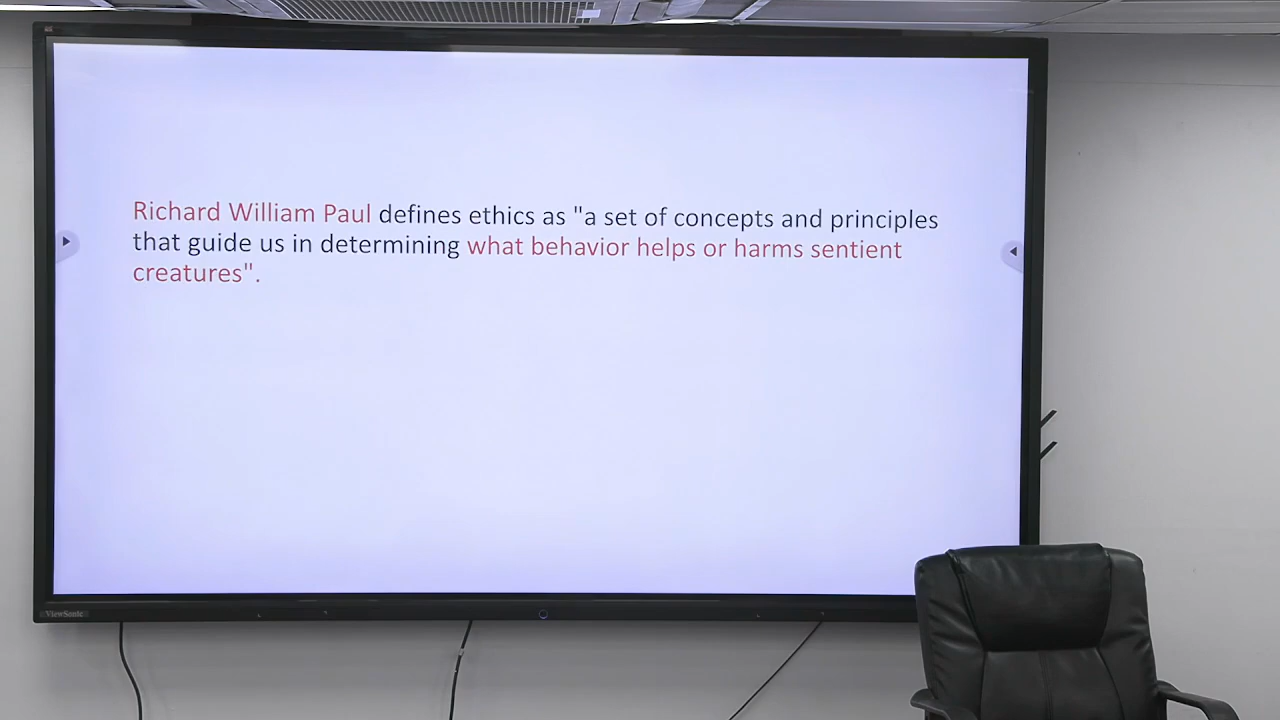 Richard William Paul defines ethics as "a set of concepts and principles
that guide us in determining what behavior helps or harms sentient
creatures".
ViewSonic